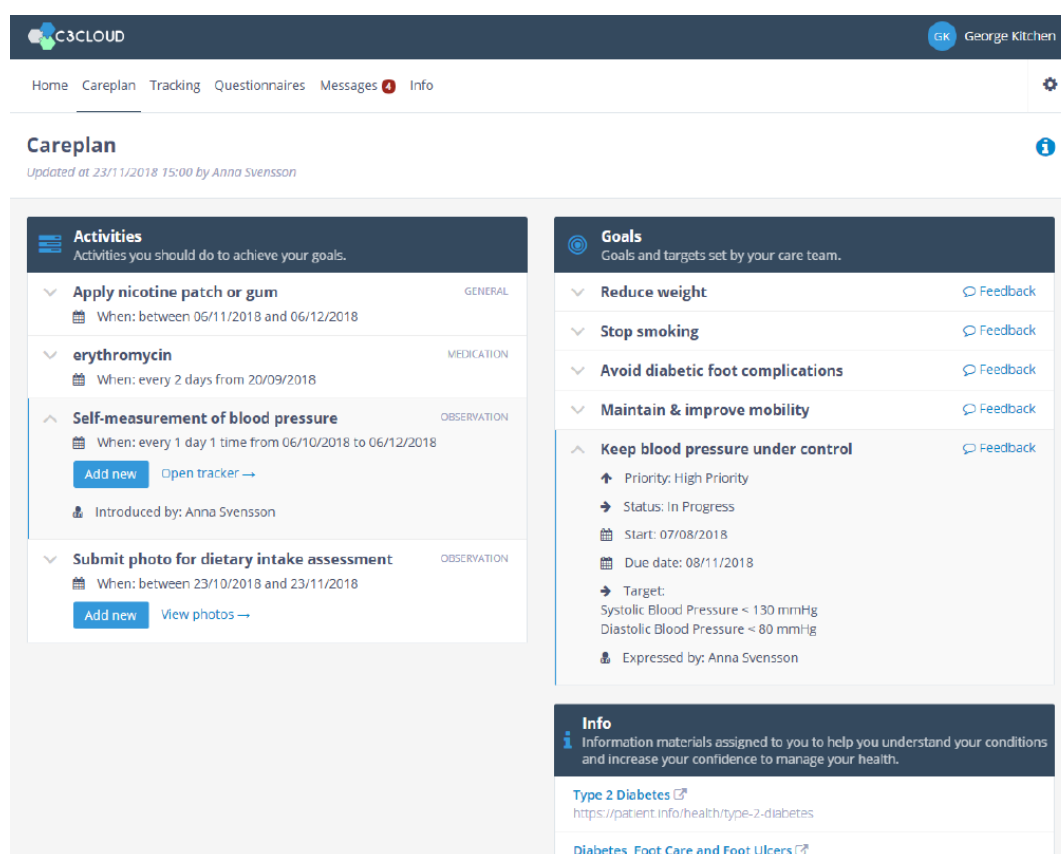 C3CLOUD
GK George Kitchen
Home Careplan Tracking Questionnaires Messages 4 Info
Careplan
Updated at 23/11/2018 15:00 by Anna Svensson
Activities
Activities you should do to achieve your goals.
Apply nicotine patch or gum GENERAL
When: between 06/11/2018 and 06/12/2018
erythromycin MEDICATION
When: every 2 days from 20/09/2018
Self-measurement of blood pressure OBSERVATION
When: every 1 day 1 time from 06/10/2018 to 06/12/2018
Add new Open tracker →
Introduced by: Anna Svensson
Submit photo for dietary intake assessment OBSERVATION
When: between 23/10/2018 and 23/11/2018
Add new View photos →
Goals
Goals and targets set by your care team.
Reduce weight Feedback
Stop smoking Feedback
Avoid diabetic foot complications Feedback
Maintain & improve mobility Feedback
Keep blood pressure under control Feedback
Priority: High Priority
Status: In Progress
Start: 07/08/2018
Due date: 08/11/2018
Target:
Systolic Blood Pressure < 130 mmHg
Diastolic Blood Pressure < 80 mmHg
Expressed by: Anna Svensson
Info
Information materials assigned to you to help you understand your conditions
and increase your confidence to manage your health.
Type 2 Diabetes
https://patient.info/health/type-2-diabetes
Diabetes, Foot Care and Foot Ulcers